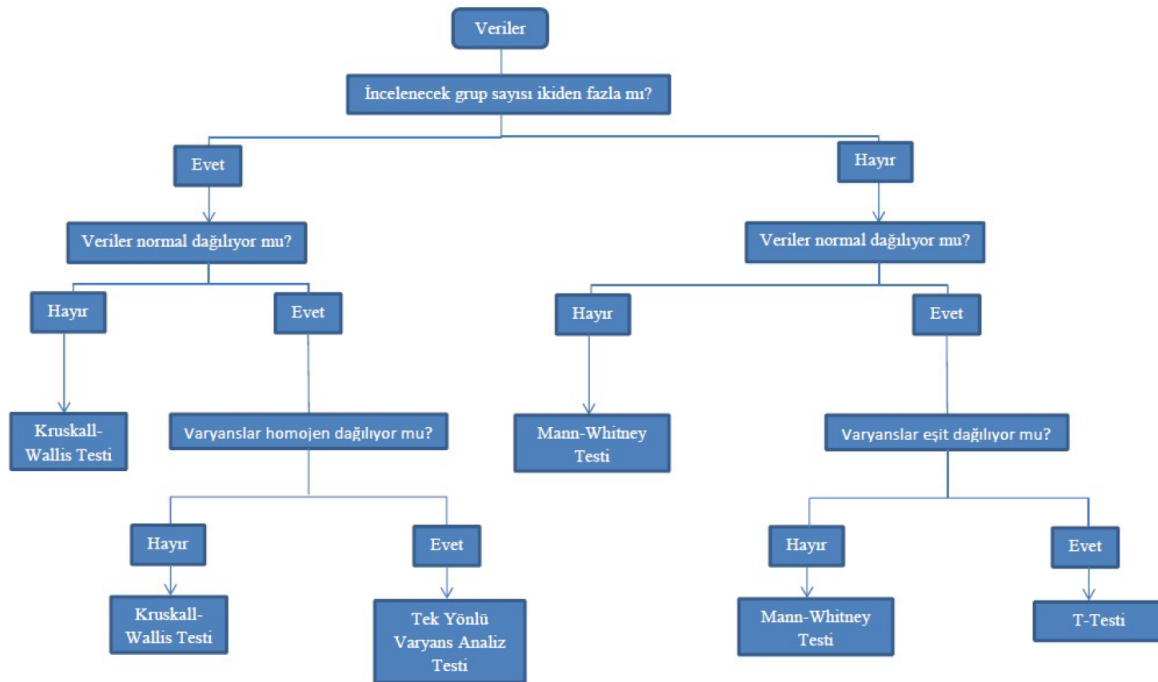 Veriler
İncelenecek grup sayısı ikiden fazla mı?
Evet
Hayır
Veriler normal dağılıyor mu?
Veriler normal dağılıyor mu?
Hayır
Evet
Hayır
Evet
Kruskall-
Wallis Testi
Varyanslar homojen dağılıyor mu?
Mann-Whitney
Testi
Varyanslar eşit dağılıyor mu?
Hayır
Evet
Hayır
Evet
Kruskall-
Wallis Testi
Tek Yönlü
Varyans Analiz
Testi
Mann-Whitney
Testi
T-Testi